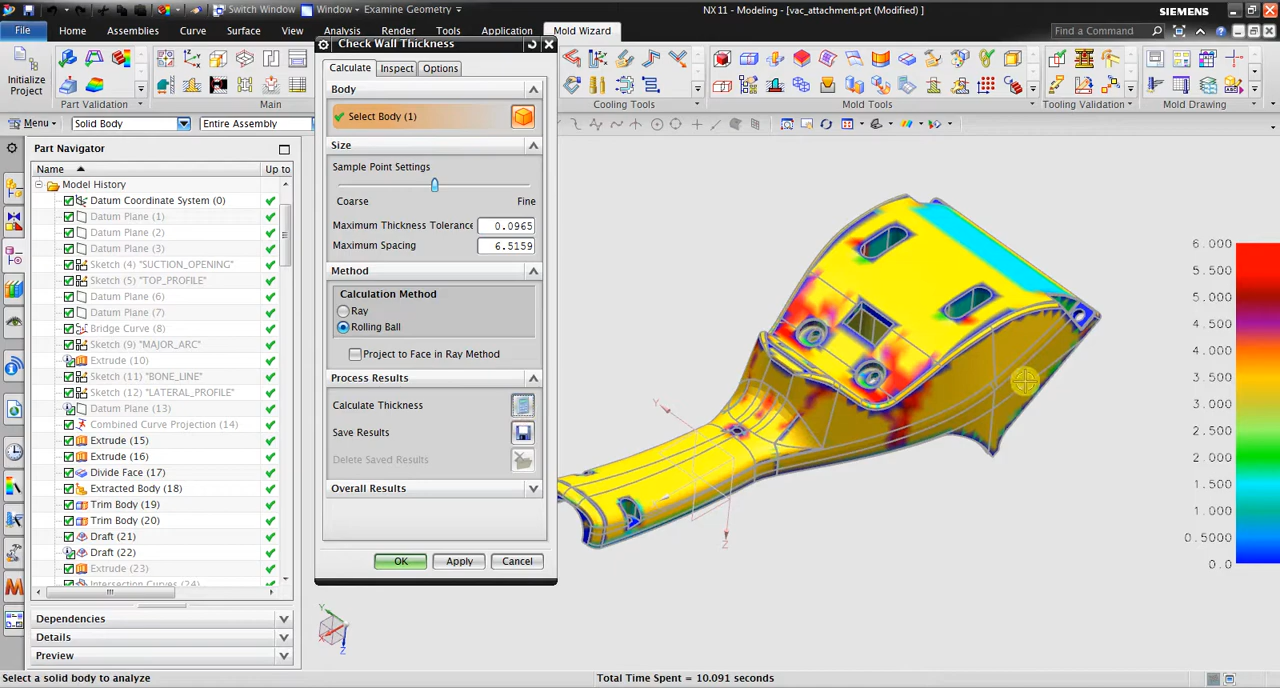 Switch Window
Window
Examine Geometry
NX 11 - Modeling - [vac_attachment.prt (Modified) ]
SIEMENS
File
Home
Assemblies
Curve
Surface
View
Analysis
Render
Tools
Application
Mold Wizard
Find a Command
Initialize
Project
Part Validation
Main
Cooling Tools
Mold Tools
Tooling Validation
Mold Drawing
Menu
Solid Body
Entire Assembly
Part Navigator
Name
Up to
Model History
Datum Coordinate System (0)
Datum Plane (1)
Datum Plane (2)
Datum Plane (3)
Sketch (4) "SUCTION_OPENING"
Sketch (5) "TOP_PROFILE"
Datum Plane (6)
Datum Plane (7)
Bridge Curve (8)
Sketch (9) "MAJOR_ARC"
Extrude (10)
Sketch (11) "BONE_LINE"
Sketch (12) "LATERAL_PROFILE"
Datum Plane (13)
Combined Curve Projection (14)
Extrude (15)
Extrude (16)
Divide Face (17)
Extracted Body (18)
Trim Body (19)
Trim Body (20)
Draft (21)
Draft (22)
Extrude (23)
Intersection Curves (24)
Dependencies
Details
Preview
Check Wall Thickness
Calculate
Inspect
Options
Body
Select Body (1)
Size
Sample Point Settings
Coarse
Fine
Maximum Thickness Tolerance
0.0965
Maximum Spacing
6.5159
Method
Calculation Method
Ray
Rolling Ball
Project to Face in Ray Method
Process Results
Calculate Thickness
Save Results
Delete Saved Results
Overall Results
OK
Apply
Cancel
Y
Z
Y
X
Z
6.000
5.500
5.000
4.500
4.000
3.500
3.000
2.500
2.000
1.500
1.000
0.5000
0.0
Select a solid body to analyze
Total Time Spent = 10.091 seconds